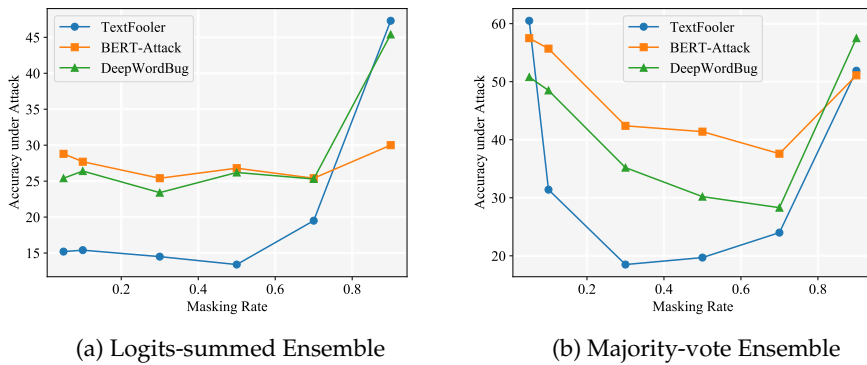 TextFooler
BERT-Attack
DeepWordBug
45
40
35
30
25
20
15
Accuracy under Attack
0.2
0.4
0.6
0.8
Masking Rate
(a) Logits-summed Ensemble
TextFooler
BERT-Attack
DeepWordBug
60
50
40
30
20
Accuracy under Attack
0.2
0.4
0.6
0.8
Masking Rate
(b) Majority-vote Ensemble